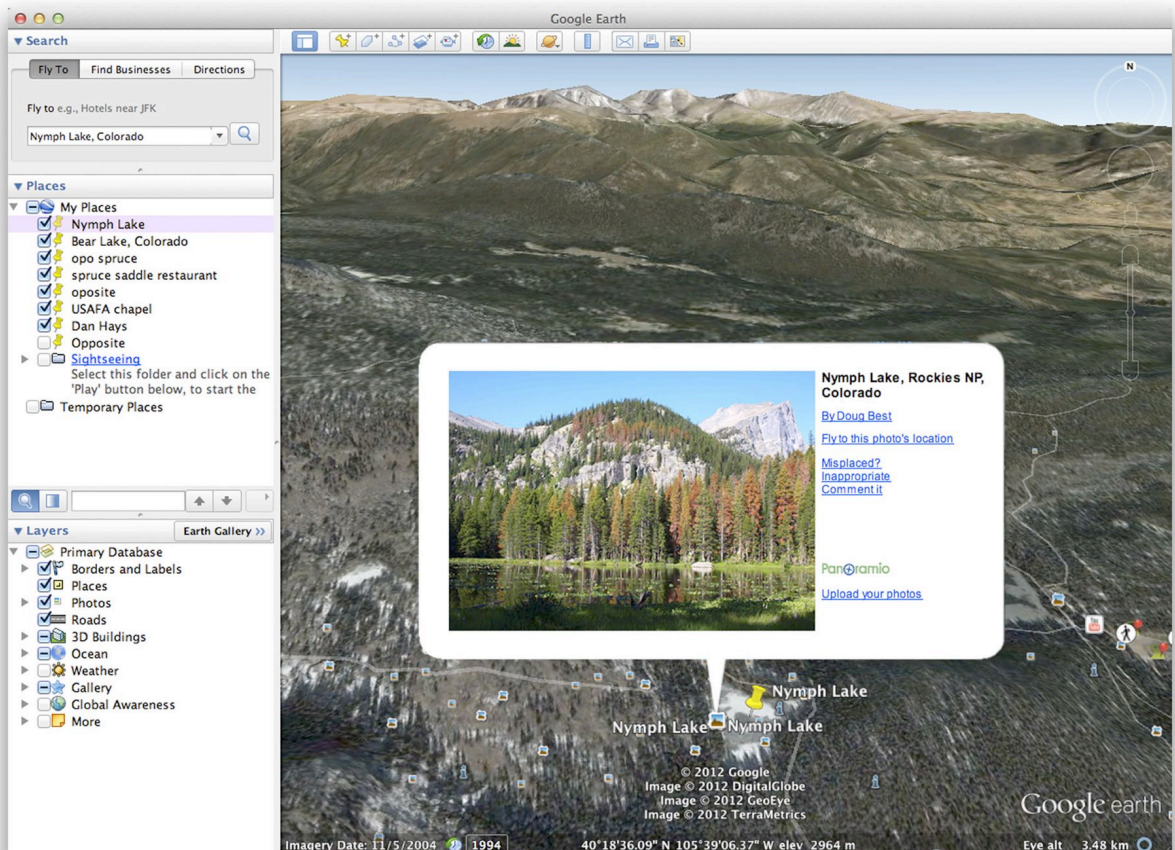 Google Earth
Search
Fly To
Find Businesses
Directions
Fly to e.g., Hotels near JFK
Nymph Lake, Colorado
Places
My Places
Nymph Lake
Bear Lake, Colorado
opo spruce
spruce saddle restaurant
oposite
USAFA chapel
Dan Hays
Opposite
Sightseeing
Select this folder and click on the
'Play' button below, to start the
Temporary Places
Layers
Earth Gallery >>
Primary Database
Borders and Labels
Places
Photos
Roads
3D Buildings
Ocean
Weather
Gallery
Global Awareness
More
N
Nymph Lake, Rockies NP,
Colorado
By Doug Best
Fly to this photo's location
Misplaced?
Inappropriate
Comment it
Panoramio
Upload your photos
Nymph Lake
Nymph Lake
Nymph Lake
© 2012 Google
Image © 2012 DigitalGlobe
Image © 2012 GeoEye
Image © 2012 TerraMetrics
Google earth
Imagery Date: 11/5/2004
1994
40°18'36.09" N 105°39'06.37" W elev 2964 m
Eye alt 3.48 km